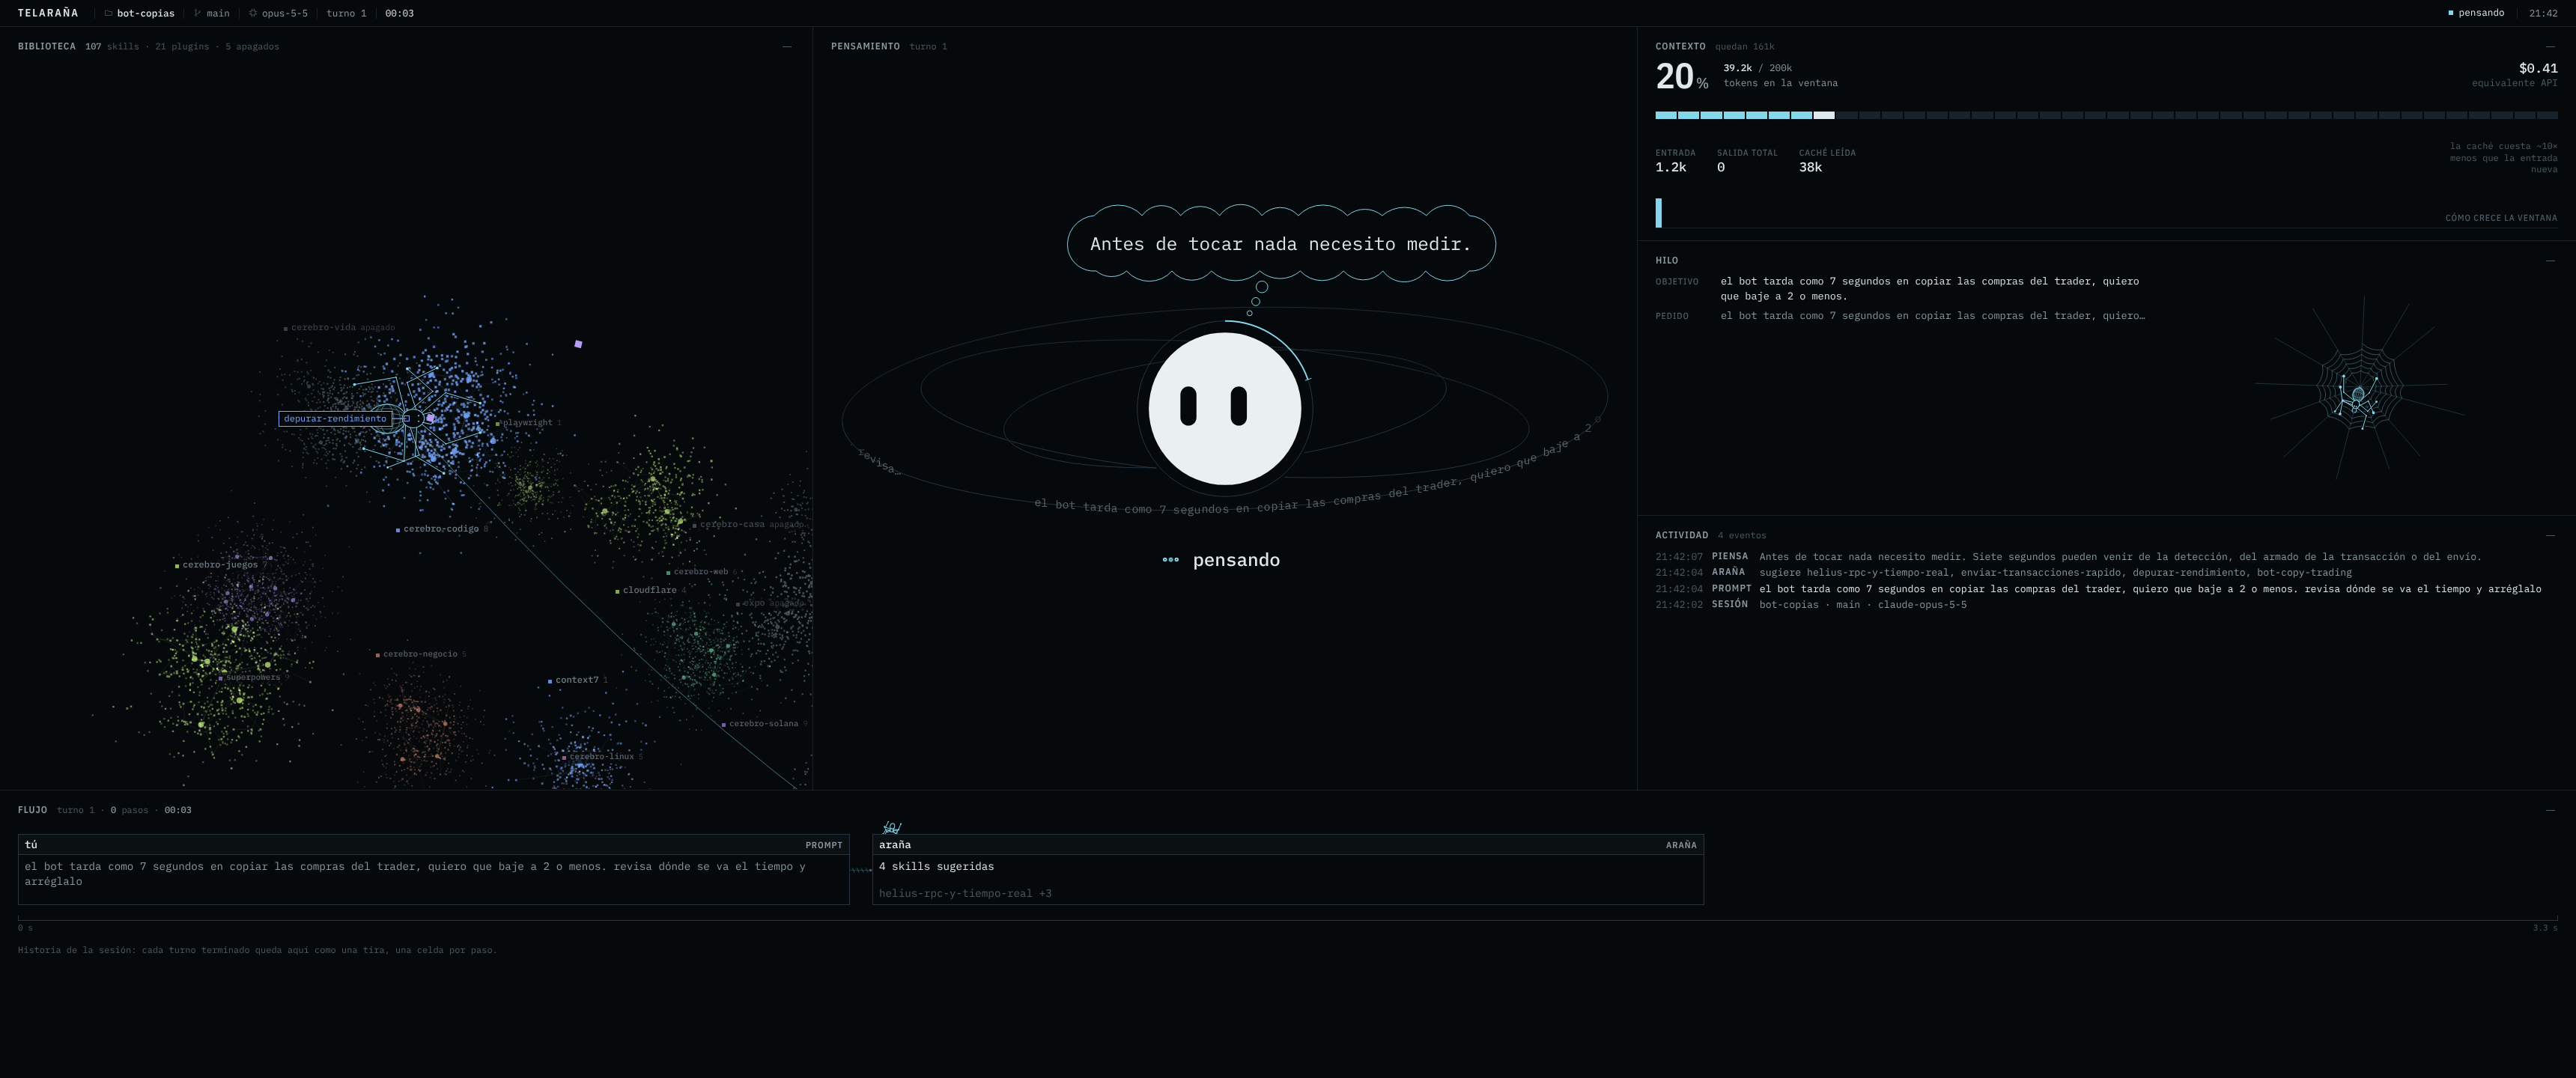 TELARAÑA bot-copias main opus-5-5 turno 1 00:03 pensando 21:42
BIBLIOTECA 107 skills · 21 plugins · 5 apagados —
cerebro-vida apagado
depurar-rendimiento
playwright 1
cerebro-codigo 8
cerebro-casa apagado
cerebro-juegos
cerebro-web 6
cloudflare 4
expo apagado
cerebro-negocio 5
superpowers 9
context7 1
cerebro-solana 9
cerebro-linux 5
PENSAMIENTO turno 1
Antes de tocar nada necesito medir.
el bot tarda como 7 segundos en copiar las compras del trader, quiero que baje a 2 o
revisa…
pensando
CONTEXTO quedan 161k —
20% 39.2k / 200k
tokens en la ventana
$0.41
equivalente API
ENTRADA SALIDA TOTAL CACHÉ LEÍDA
1.2k 0 38k
la caché cuesta ~10×
menos que la entrada
nueva
CÓMO CRECE LA VENTANA
HILO —
OBJETIVO el bot tarda como 7 segundos en copiar las compras del trader, quiero
que baje a 2 o menos.
PEDIDO el bot tarda como 7 segundos en copiar las compras del trader, quiero…
ACTIVIDAD 4 eventos —
21:42:07 PIENSA Antes de tocar nada necesito medir. Siete segundos pueden venir de la detección, del armado de la transacción o del envío.
21:42:04 ARAÑA sugiere helius-rpc-y-tiempo-real, enviar-transacciones-rapido, depurar-rendimiento, bot-copy-trading
21:42:04 PROMPT el bot tarda como 7 segundos en copiar las compras del trader, quiero que baje a 2 o menos. revisa dónde se va el tiempo y arréglalo
21:42:02 SESIÓN bot-copias · main · claude-opus-5-5
FLUJO turno 1 · 0 pasos · 00:03 —
tú PROMPT
el bot tarda como 7 segundos en copiar las compras del trader, quiero que baje a 2 o menos. revisa dónde se va el tiempo y
arréglalo
araña ARAÑA
4 skills sugeridas
helius-rpc-y-tiempo-real +3
0 s 3.3 s
Historia de la sesión: cada turno terminado queda aquí como una tira, una celda por paso.